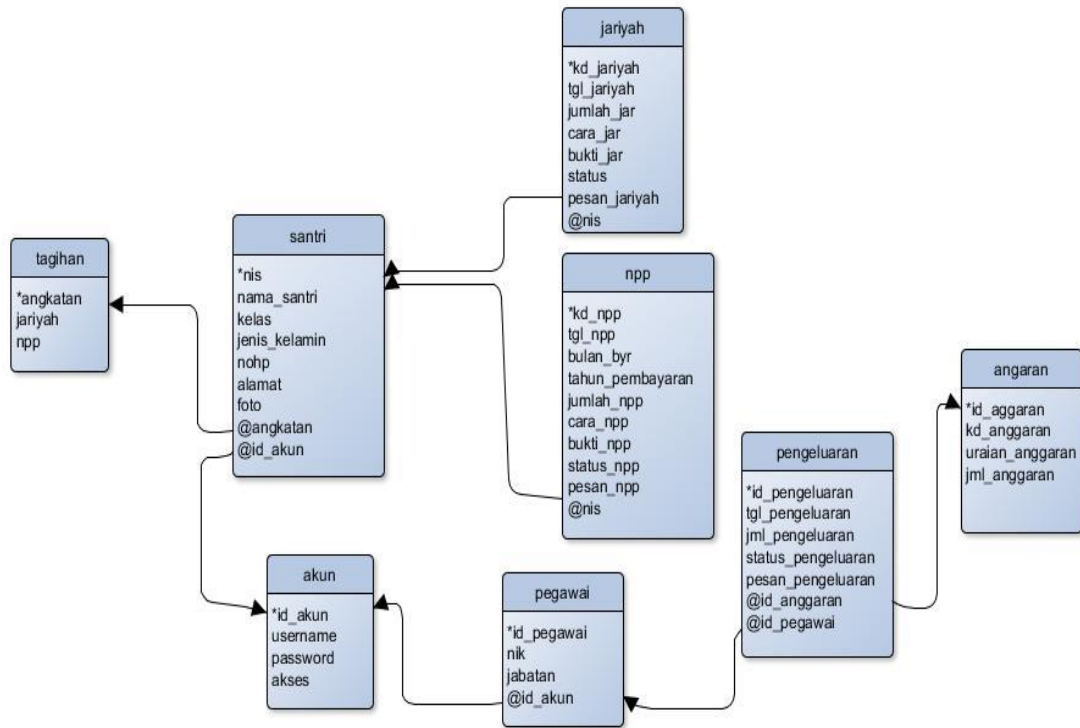 jariyah
*kd_jariyah
tgl_jariyah
jumlah_jar
cara_jar
bukti_jar
status
pesan_jariyah
@nis
santri
*nis
nama_santri
kelas
jenis_kelamin
nohp
alamat
foto
@angkatan
@id_akun
tagihan
*angkatan
jariyah
npp
npp
*kd_npp
tgl_npp
bulan_byr
tahun_pembayaran
jumlah_npp
cara_npp
bukti_npp
status_npp
pesan_npp
@nis
angaran
*id_aggaran
kd_anggaran
uraian_anggaran
jml_anggaran
pengeluaran
*id_pengeluaran
tgl_pengeluaran
jml_pengeluaran
status_pengeluaran
pesan_pengeluaran
@id_anggaran
@id_pegawai
akun
*id_akun
username
password
akses
pegawai
*id_pegawai
nik
jabatan
@id_akun